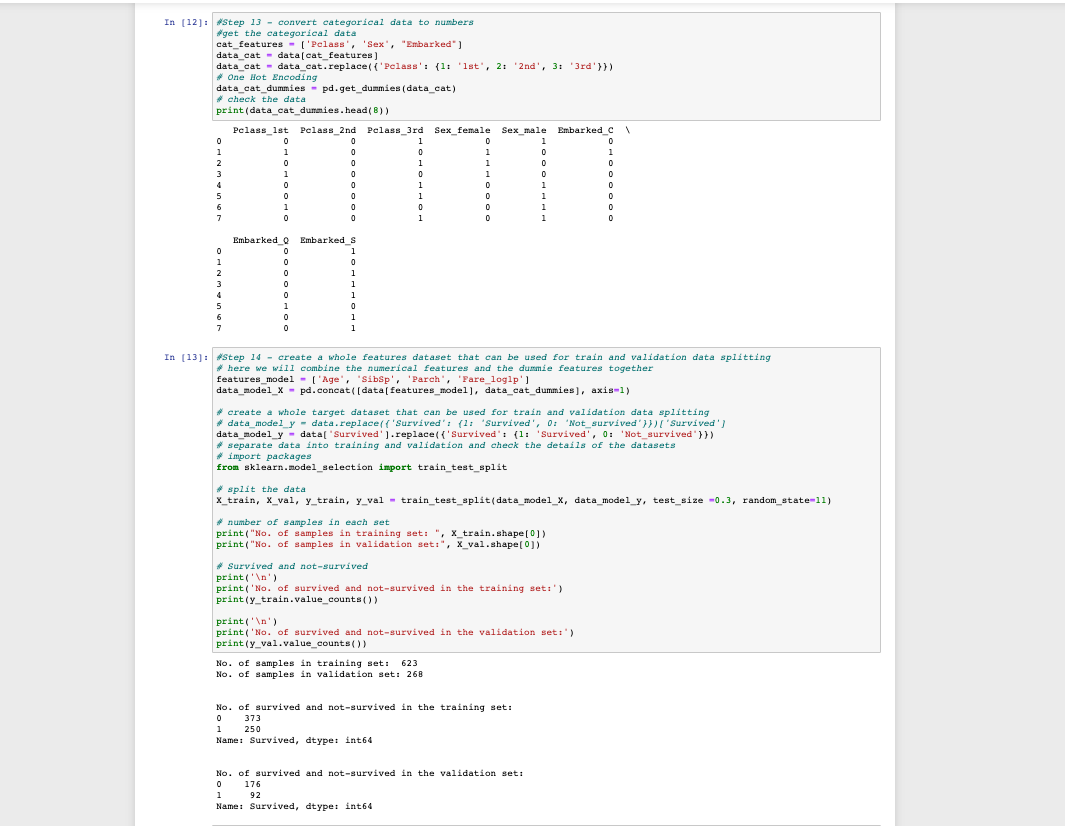 In [12]: #Step 13 - convert categorical data to numbers
#get the categorical data
cat_features = ['Pclass', 'Sex', "Embarked"]
data_cat = data[cat_features]
data_cat = data_cat.replace({'Pclass': {1: '1st', 2: '2nd', 3: '3rd'}})
# One Hot Encoding
data_cat_dummies = pd.get_dummies(data_cat)
# check the data
print(data_cat_dummies.head(8))
Pclass_1st Pclass_2nd Pclass_3rd Sex_female Sex_male Embarked_C \
0 0 0 1 0 1 0
1 1 0 0 1 0 1
2 0 0 1 1 0 0
3 1 0 0 1 0 0
4 0 0 1 0 1 0
5 0 0 1 0 1 0
6 1 0 0 0 1 0
7 0 0 1 0 1 0
Embarked_Q Embarked_S
0 0 1
1 0 0
2 0 1
3 0 1
4 0 1
5 1 0
6 0 1
7 0 1
In [13]: #Step 14 - create a whole features dataset that can be used for train and validation data splitting
# here we will combine the numerical features and the dummie features together
features_model = ['Age', 'SibSp', 'Parch', 'Fare_log1p']
data_model_X = pd.concat([data[features_model], data_cat_dummies], axis=1)
# create a whole target dataset that can be used for train and validation data splitting
# data_model_y = data.replace({'Survived': {1: 'Survived', 0: 'Not_survived'}})['Survived']
data_model_y = data['Survived'].replace({'Survived': {1: 'Survived', 0: 'Not_survived'}})
# separate data into training and validation and check the details of the datasets
# import packages
from sklearn.model_selection import train_test_split
# split the data
X_train, X_val, y_train, y_val = train_test_split(data_model_X, data_model_y, test_size =0.3, random_state=11)
# number of samples in each set
print("No. of samples in training set: ", X_train.shape[0])
print("No. of samples in validation set:", X_val.shape[0])
# Survived and not-survived
print('\n')
print('No. of survived and not-survived in the training set:')
print(y_train.value_counts())
print('\n')
print('No. of survived and not-survived in the validation set:')
print(y_val.value_counts())
No. of samples in training set:  623
No. of samples in validation set: 268
No. of survived and not-survived in the training set:
0 373
1 250
Name: Survived, dtype: int64
No. of survived and not-survived in the validation set:
0 176
1 92
Name: Survived, dtype: int64